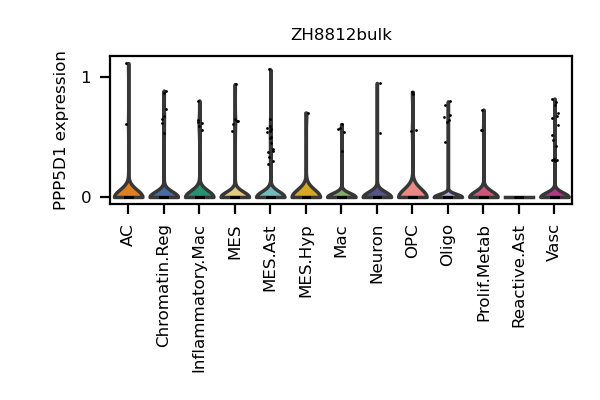 ZH8812bulk
PPP5D1 expression
1
0
AC
Chromatin.Reg
Inflammatory.Mac
MES
MES.Ast
MES.Hyp
Mac
Neuron
OPC
Oligo
Prolif.Metab
Reactive.Ast
Vasc